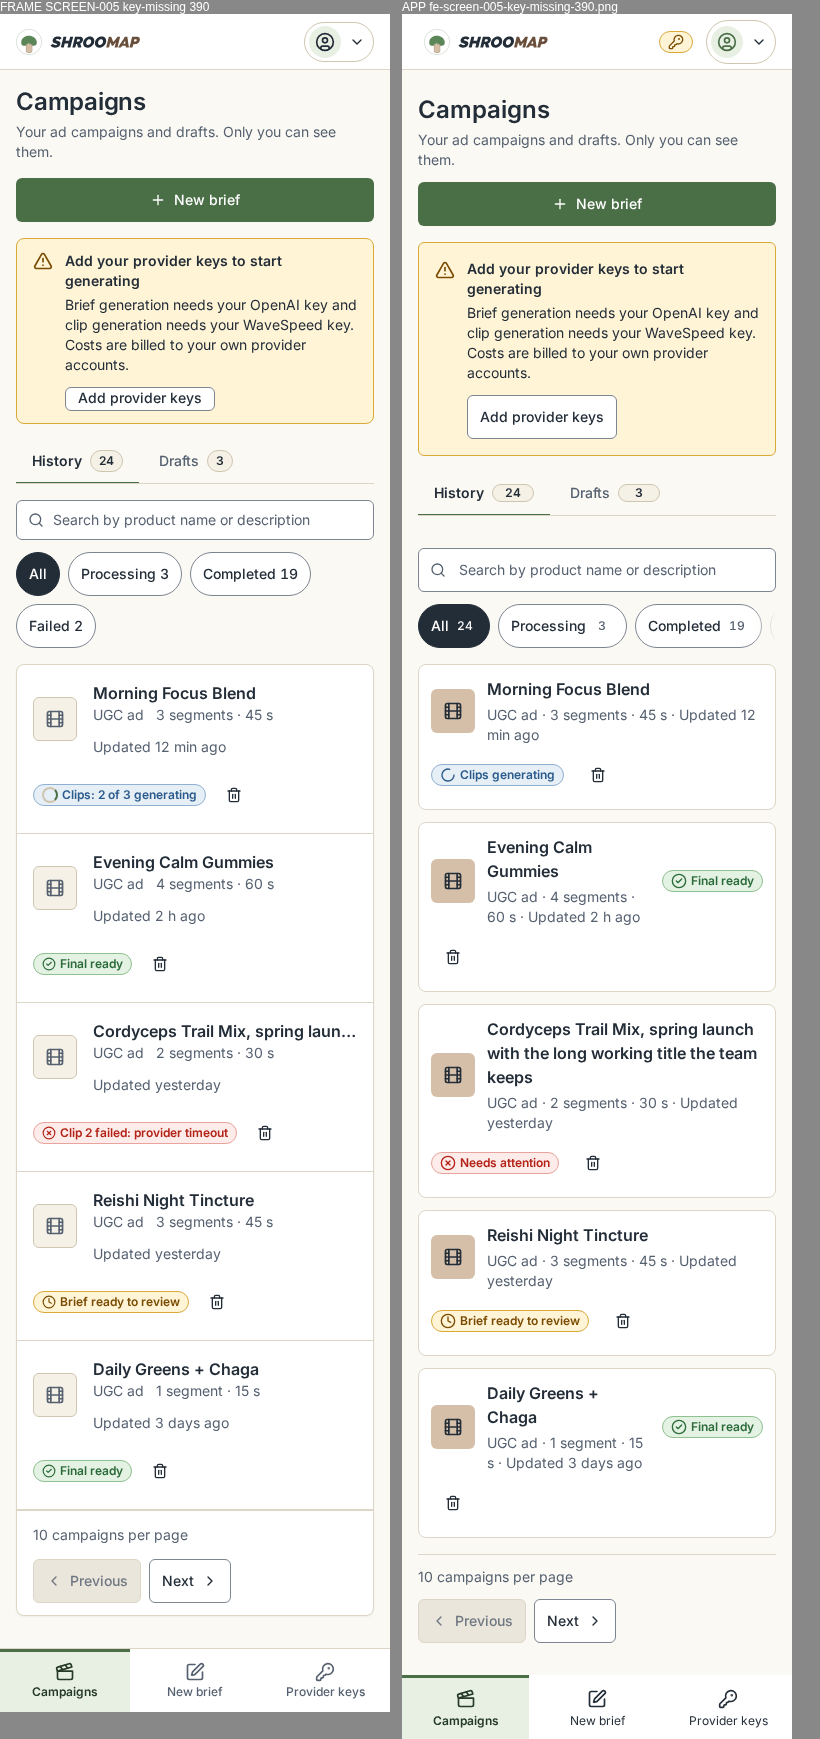 FRAME SCREEN-005 key-missing 390
SHROOMAP
Campaigns
Your ad campaigns and drafts. Only you can see
them.
New brief
Add your provider keys to start
generating
Brief generation needs your OpenAI key and
clip generation needs your WaveSpeed key.
Costs are billed to your own provider
accounts.
Add provider keys
History 24 Drafts 3
Search by product name or description
All Processing 3 Completed 19
Failed 2
Morning Focus Blend
UGC ad 3 segments · 45 s
Updated 12 min ago
Clips: 2 of 3 generating
Evening Calm Gummies
UGC ad 4 segments · 60 s
Updated 2 h ago
Final ready
Cordyceps Trail Mix, spring laun...
UGC ad 2 segments · 30 s
Updated yesterday
Clip 2 failed: provider timeout
Reishi Night Tincture
UGC ad 3 segments · 45 s
Updated yesterday
Brief ready to review
Daily Greens + Chaga
UGC ad 1 segment · 15 s
Updated 3 days ago
Final ready
10 campaigns per page
Previous Next
Campaigns New brief Provider keys
APP fe-screen-005-key-missing-390.png
SHROOMAP
Campaigns
Your ad campaigns and drafts. Only you can see
them.
New brief
Add your provider keys to start
generating
Brief generation needs your OpenAI key and
clip generation needs your WaveSpeed key.
Costs are billed to your own provider
accounts.
Add provider keys
History 24 Drafts 3
Search by product name or description
All 24 Processing 3 Completed 19
Morning Focus Blend
UGC ad · 3 segments · 45 s · Updated 12
min ago
Clips generating
Evening Calm
Gummies
UGC ad · 4 segments ·
60 s · Updated 2 h ago
Final ready
Cordyceps Trail Mix, spring launch
with the long working title the team
keeps
UGC ad · 2 segments · 30 s · Updated
yesterday
Needs attention
Reishi Night Tincture
UGC ad · 3 segments · 45 s · Updated
yesterday
Brief ready to review
Daily Greens +
Chaga
UGC ad · 1 segment · 15
s · Updated 3 days ago
Final ready
10 campaigns per page
Previous Next
Campaigns New brief Provider keys